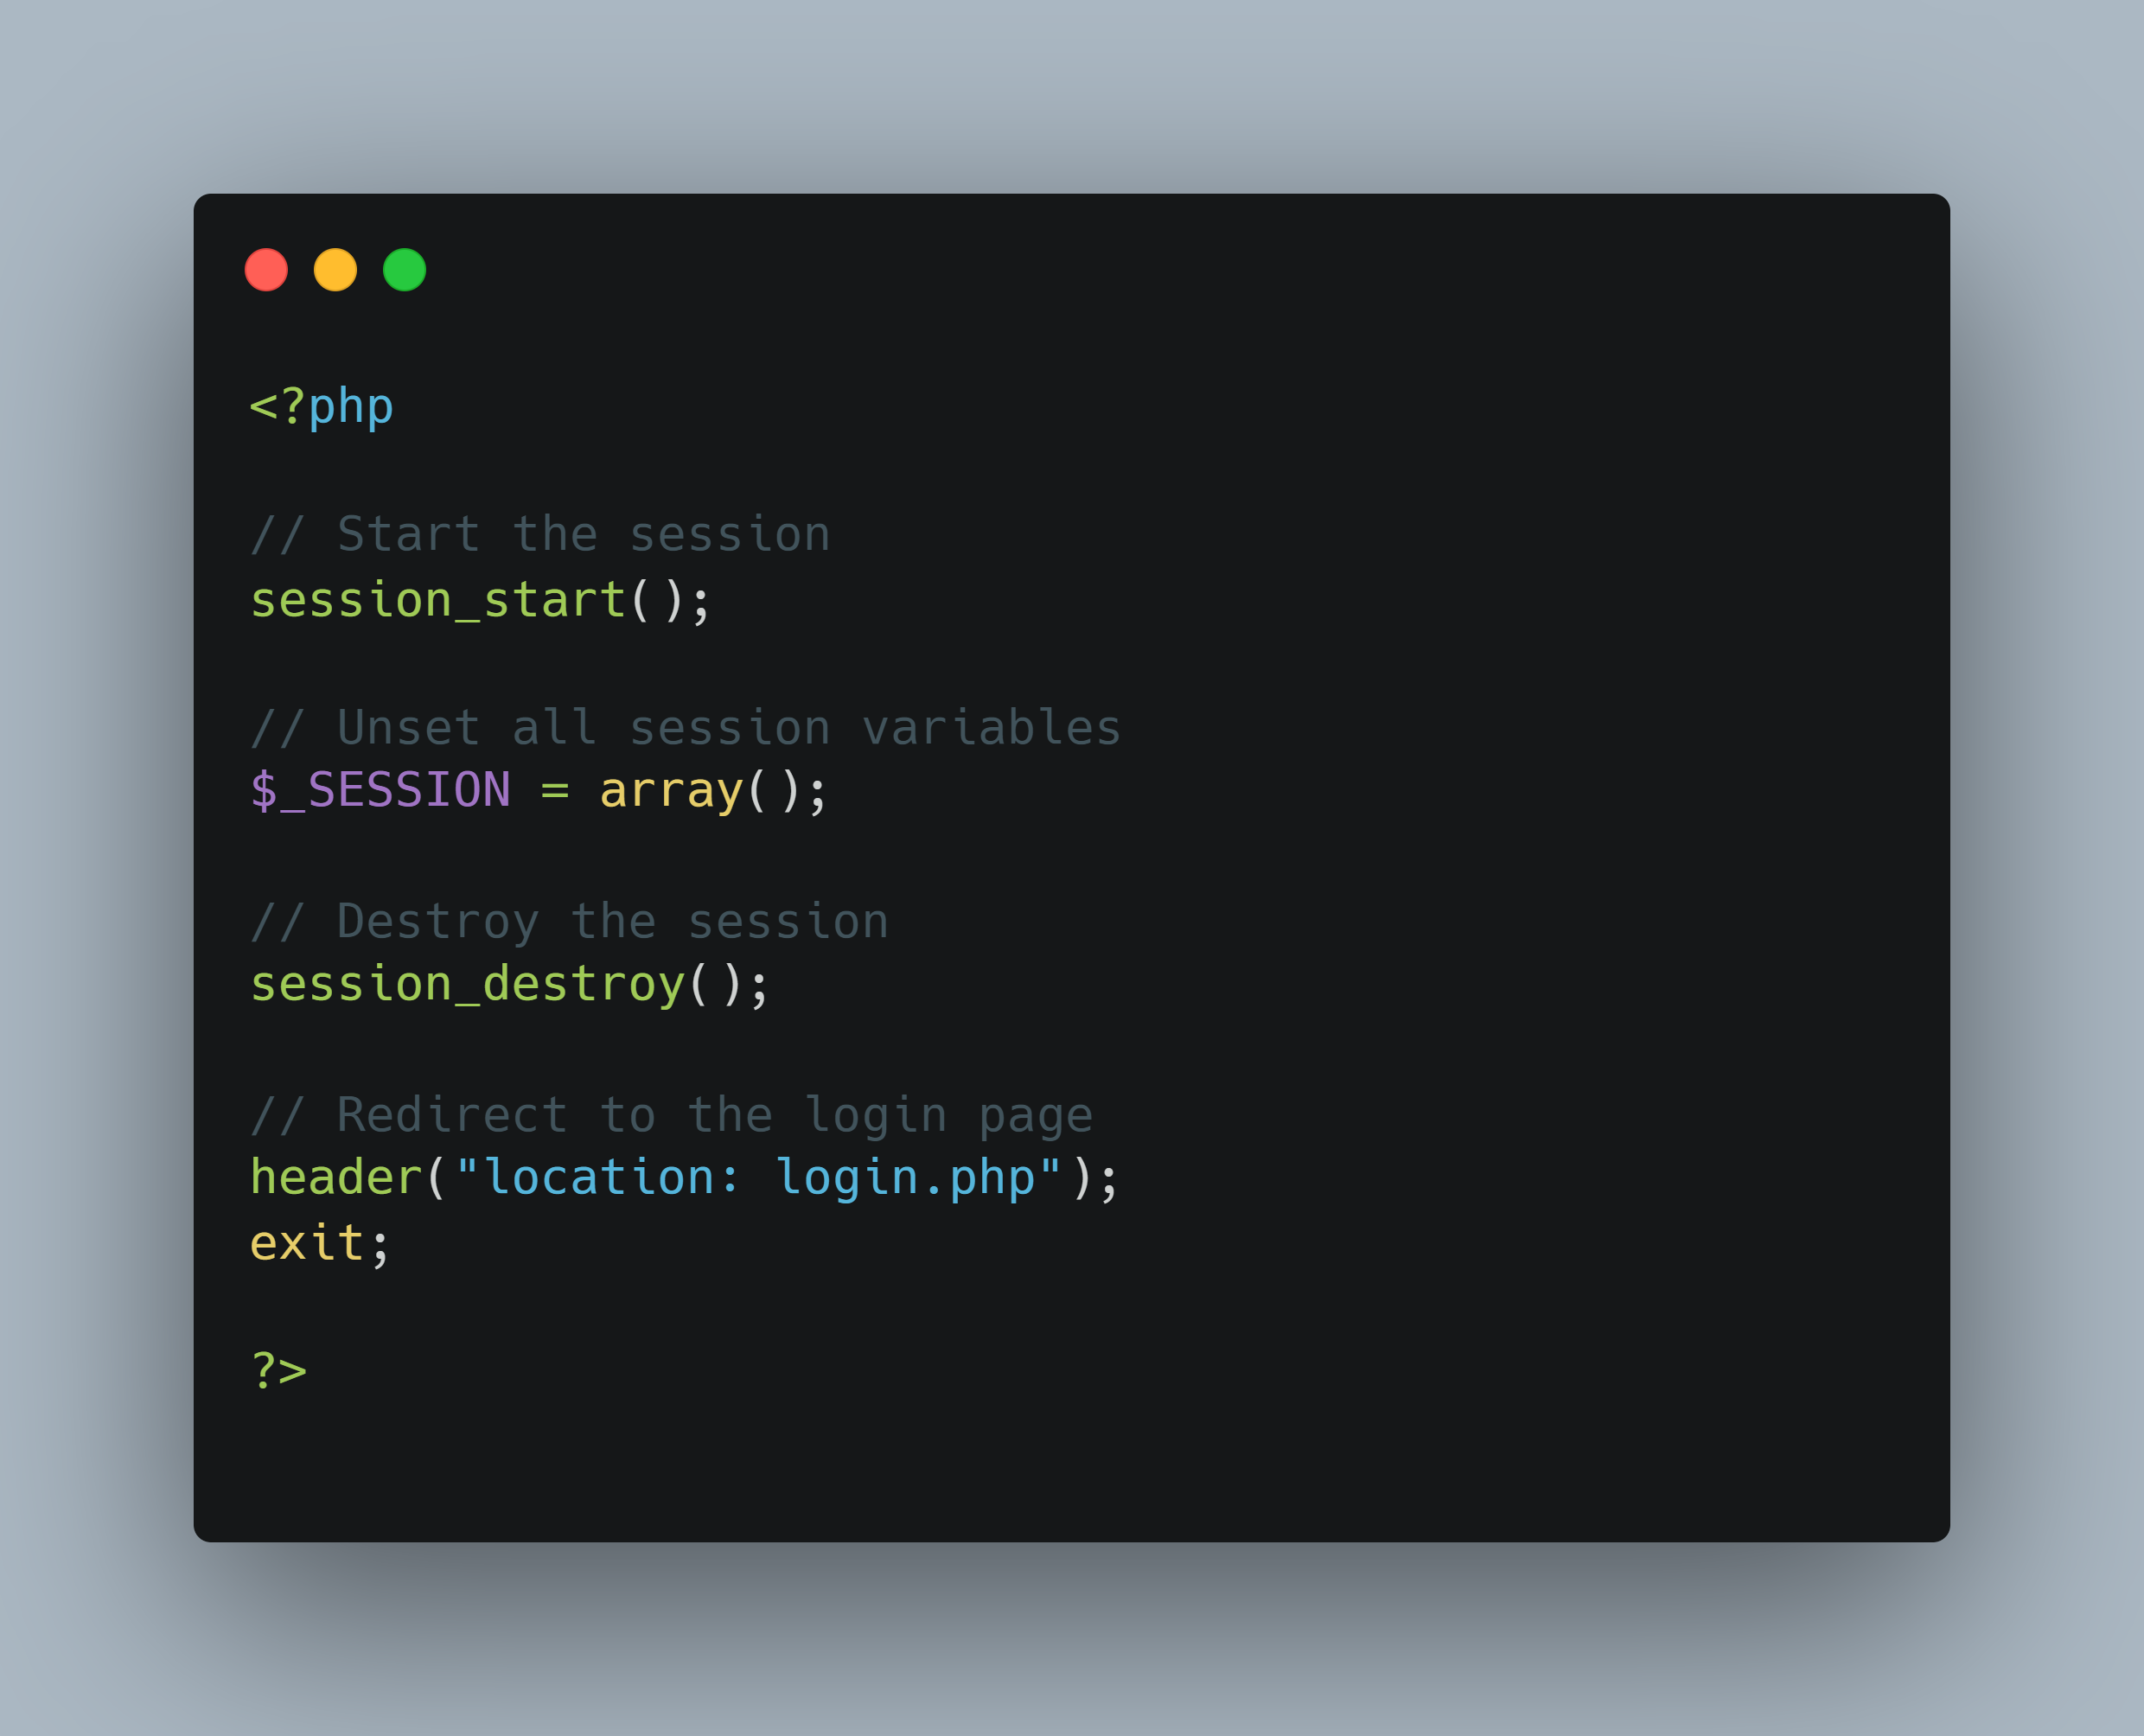 <?php
// Start the session
session_start();
// Unset all session variables
$_SESSION = array();
// Destroy the session
session_destroy();
// Redirect to the login page
header("location: login.php");
exit;
?>